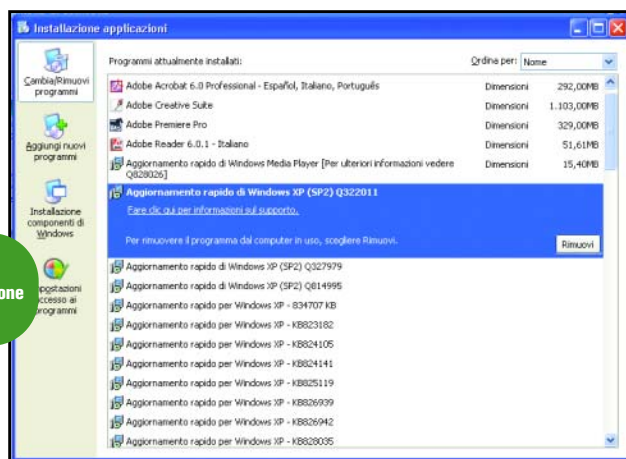 Installazione applicazioni
Cambia/Rimuovi programmi
Aggiungi nuovi programmi
Installazione componenti di Windows
one
accesso ai programmi
Programmi attualmente installati:
Ordina per: Nome
Adobe Acrobat 6.0 Professional - Español, Italiano, Português Dimensioni 292,00MB
Adobe Creative Suite Dimensioni 1.103,00MB
Adobe Premiere Pro Dimensioni 329,00MB
Adobe Reader 6.0.1 - Italiano Dimensioni 51,61MB
Aggiornamento rapido di Windows Media Player [Per ulteriori informazioni vedere Q828026] Dimensioni 15,40MB
Aggiornamento rapido di Windows XP (SP2) Q322011
Fare clic qui per informazioni sul supporto.
Per rimuovere il programma dal computer in uso, scegliere Rimuovi.
Rimuovi
Aggiornamento rapido di Windows XP (SP2) Q327979
Aggiornamento rapido di Windows XP (SP2) Q814995
Aggiornamento rapido per Windows XP - 834707 KB
Aggiornamento rapido per Windows XP - KB823182
Aggiornamento rapido per Windows XP - KB824105
Aggiornamento rapido per Windows XP - KB824141
Aggiornamento rapido per Windows XP - KB825119
Aggiornamento rapido per Windows XP - KB826939
Aggiornamento rapido per Windows XP - KB826942
Aggiornamento rapido per Windows XP - KB828035